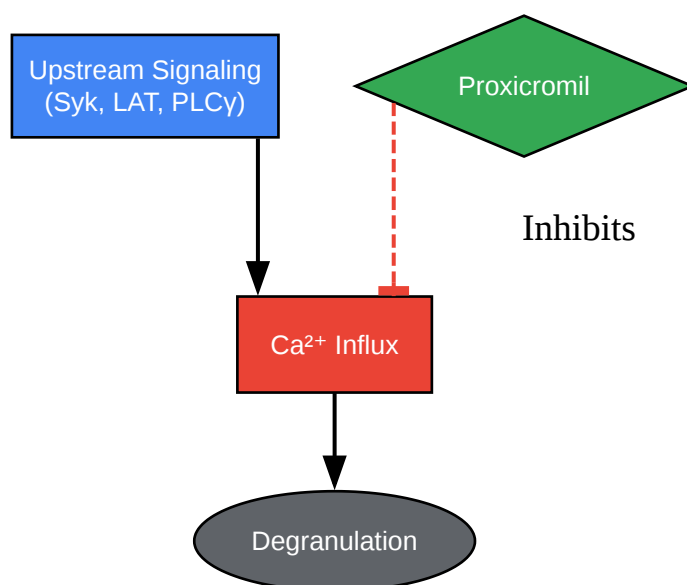 Upstream Signaling
(Syk, LAT, PLCγ)
Proxicromil
Inhibits
Ca²⁺ Influx
Degranulation